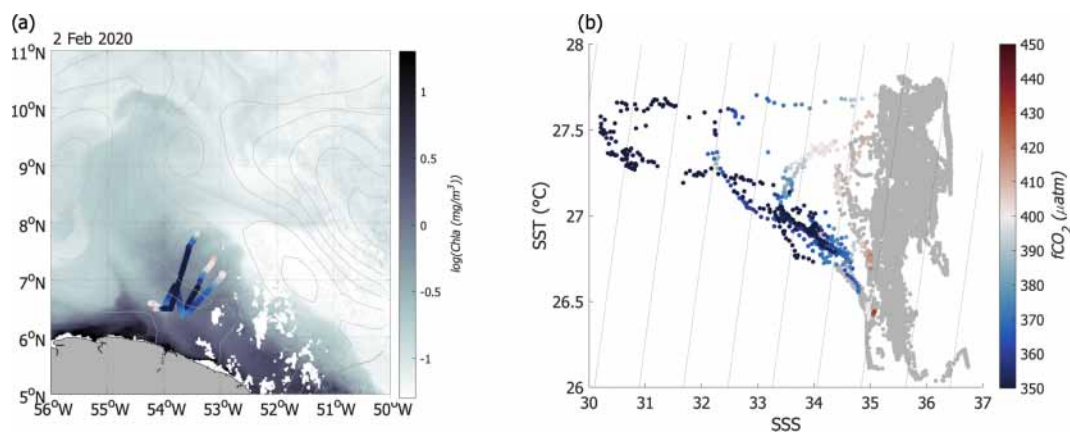 (a)
2 Feb 2020
11°N
10°N
9°N
8°N
7°N
6°N
5°N
56°W 55°W 54°W 53°W 52°W 51°W 50°W
1
0.5
0
-0.5
-1
log(Chla (mg/m³))
(b)
28
27.5
27
26.5
26
SST (°C)
30 31 32 33 34 35 36 37
SSS
450
440
430
420
410
400
390
380
370
360
350
fCO₂ (µatm)